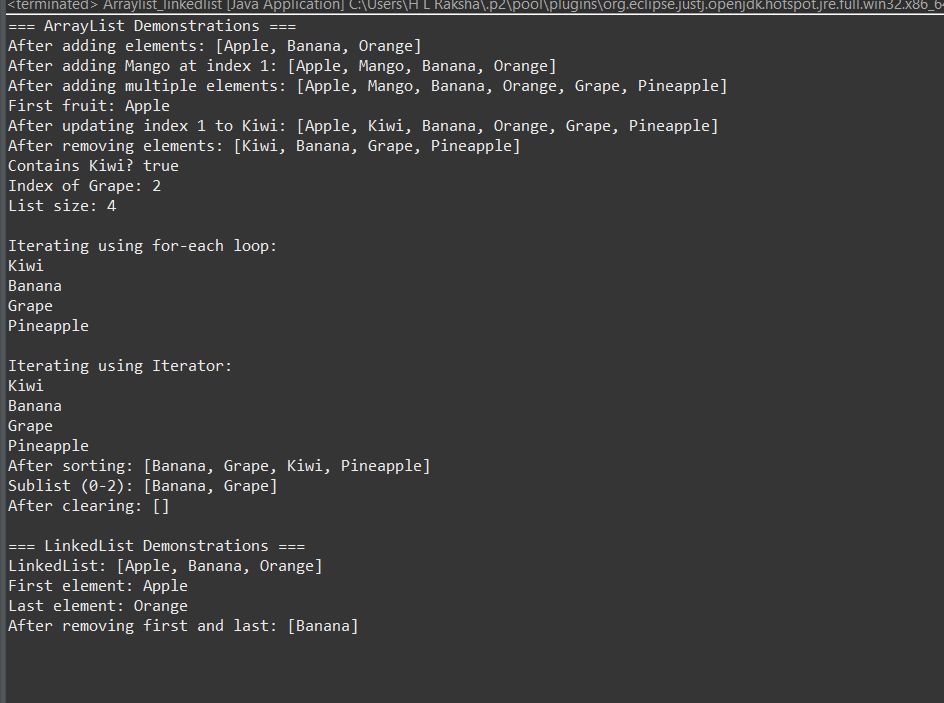 <terminated> Arraylist_linkedlist [Java Application] C:\Users\H L Raksha\.p2\pool\plugins\org.eclipse.justj.openjdk.hotspot.jre.full.win32.x86_6
=== ArrayList Demonstrations ===
After adding elements: [Apple, Banana, Orange]
After adding Mango at index 1: [Apple, Mango, Banana, Orange]
After adding multiple elements: [Apple, Mango, Banana, Orange, Grape, Pineapple]
First fruit: Apple
After updating index 1 to Kiwi: [Apple, Kiwi, Banana, Orange, Grape, Pineapple]
After removing elements: [Kiwi, Banana, Grape, Pineapple]
Contains Kiwi? true
Index of Grape: 2
List size: 4
Iterating using for-each loop:
Kiwi
Banana
Grape
Pineapple
Iterating using Iterator:
Kiwi
Banana
Grape
Pineapple
After sorting: [Banana, Grape, Kiwi, Pineapple]
Sublist (0-2): [Banana, Grape]
After clearing: []
=== LinkedList Demonstrations ===
LinkedList: [Apple, Banana, Orange]
First element: Apple
Last element: Orange
After removing first and last: [Banana]